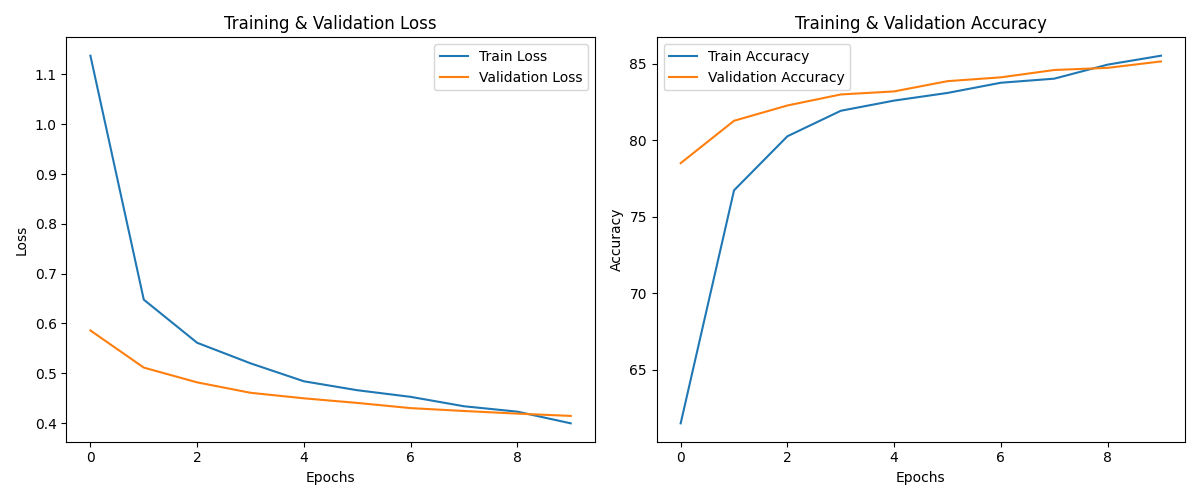 Training & Validation Loss
Train Loss
Validation Loss
1.1
1.0
0.9
0.8
0.7
0.6
0.5
0.4
Loss
0 2 4 6 8
Epochs
Training & Validation Accuracy
Train Accuracy
Validation Accuracy
85
80
75
70
65
Accuracy
0 2 4 6 8
Epochs